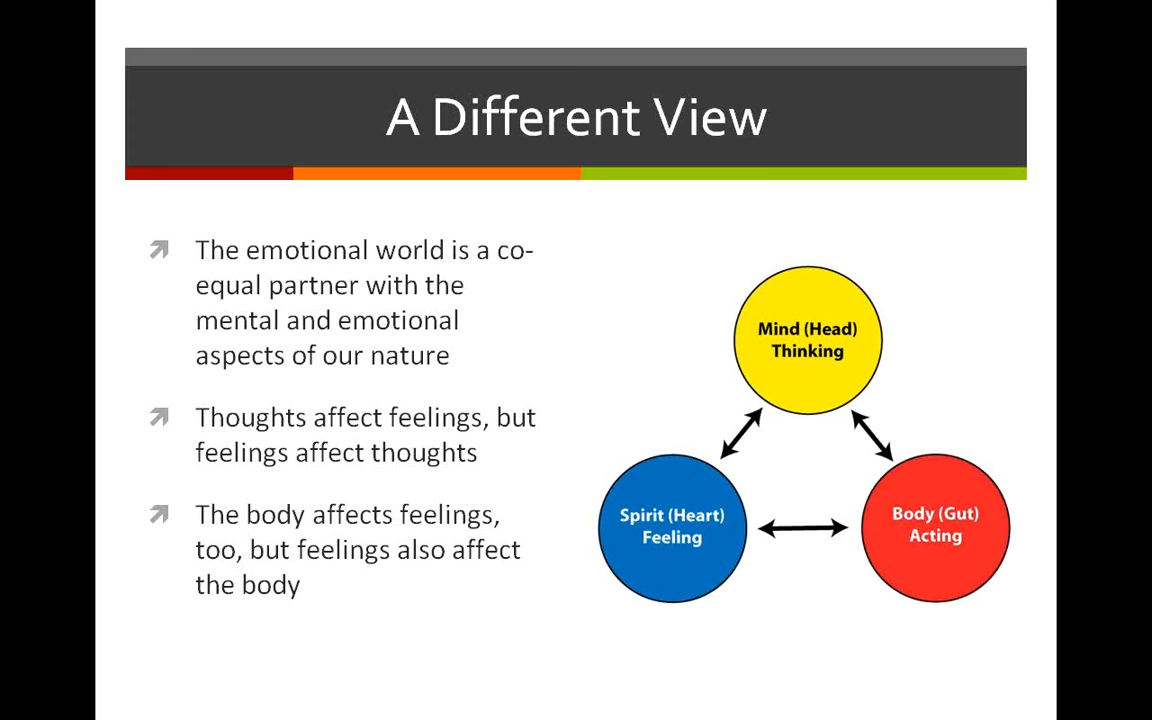 A Different View
The emotional world is a co-
equal partner with the
mental and emotional
aspects of our nature
Thoughts affect feelings, but
feelings affect thoughts
The body affects feelings,
too, but feelings also affect
the body
Mind (Head)
Thinking
Spirit (Heart)
Feeling
Body (Gut)
Acting